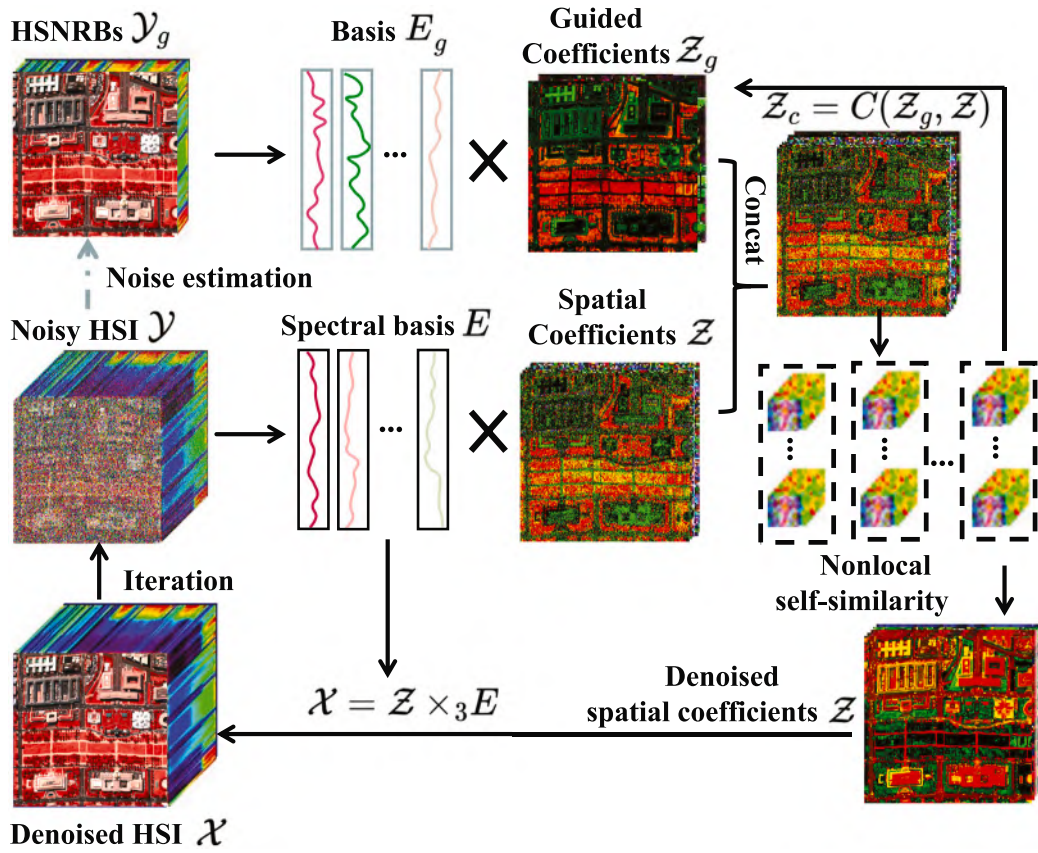 HSNRBs 𝒴_g
Basis E_g
Guided
Coefficients 𝒵_g
𝒵_c = C(𝒵_g, 𝒵)
...
×
Concat
Noise estimation
Noisy HSI 𝒴
Spectral basis E
Spatial
Coefficients 𝒵
...
×
...
Nonlocal
self-similarity
Iteration
𝒳 = 𝒵 ×₃ E
Denoised
spatial coefficients 𝒵
Denoised HSI 𝒳